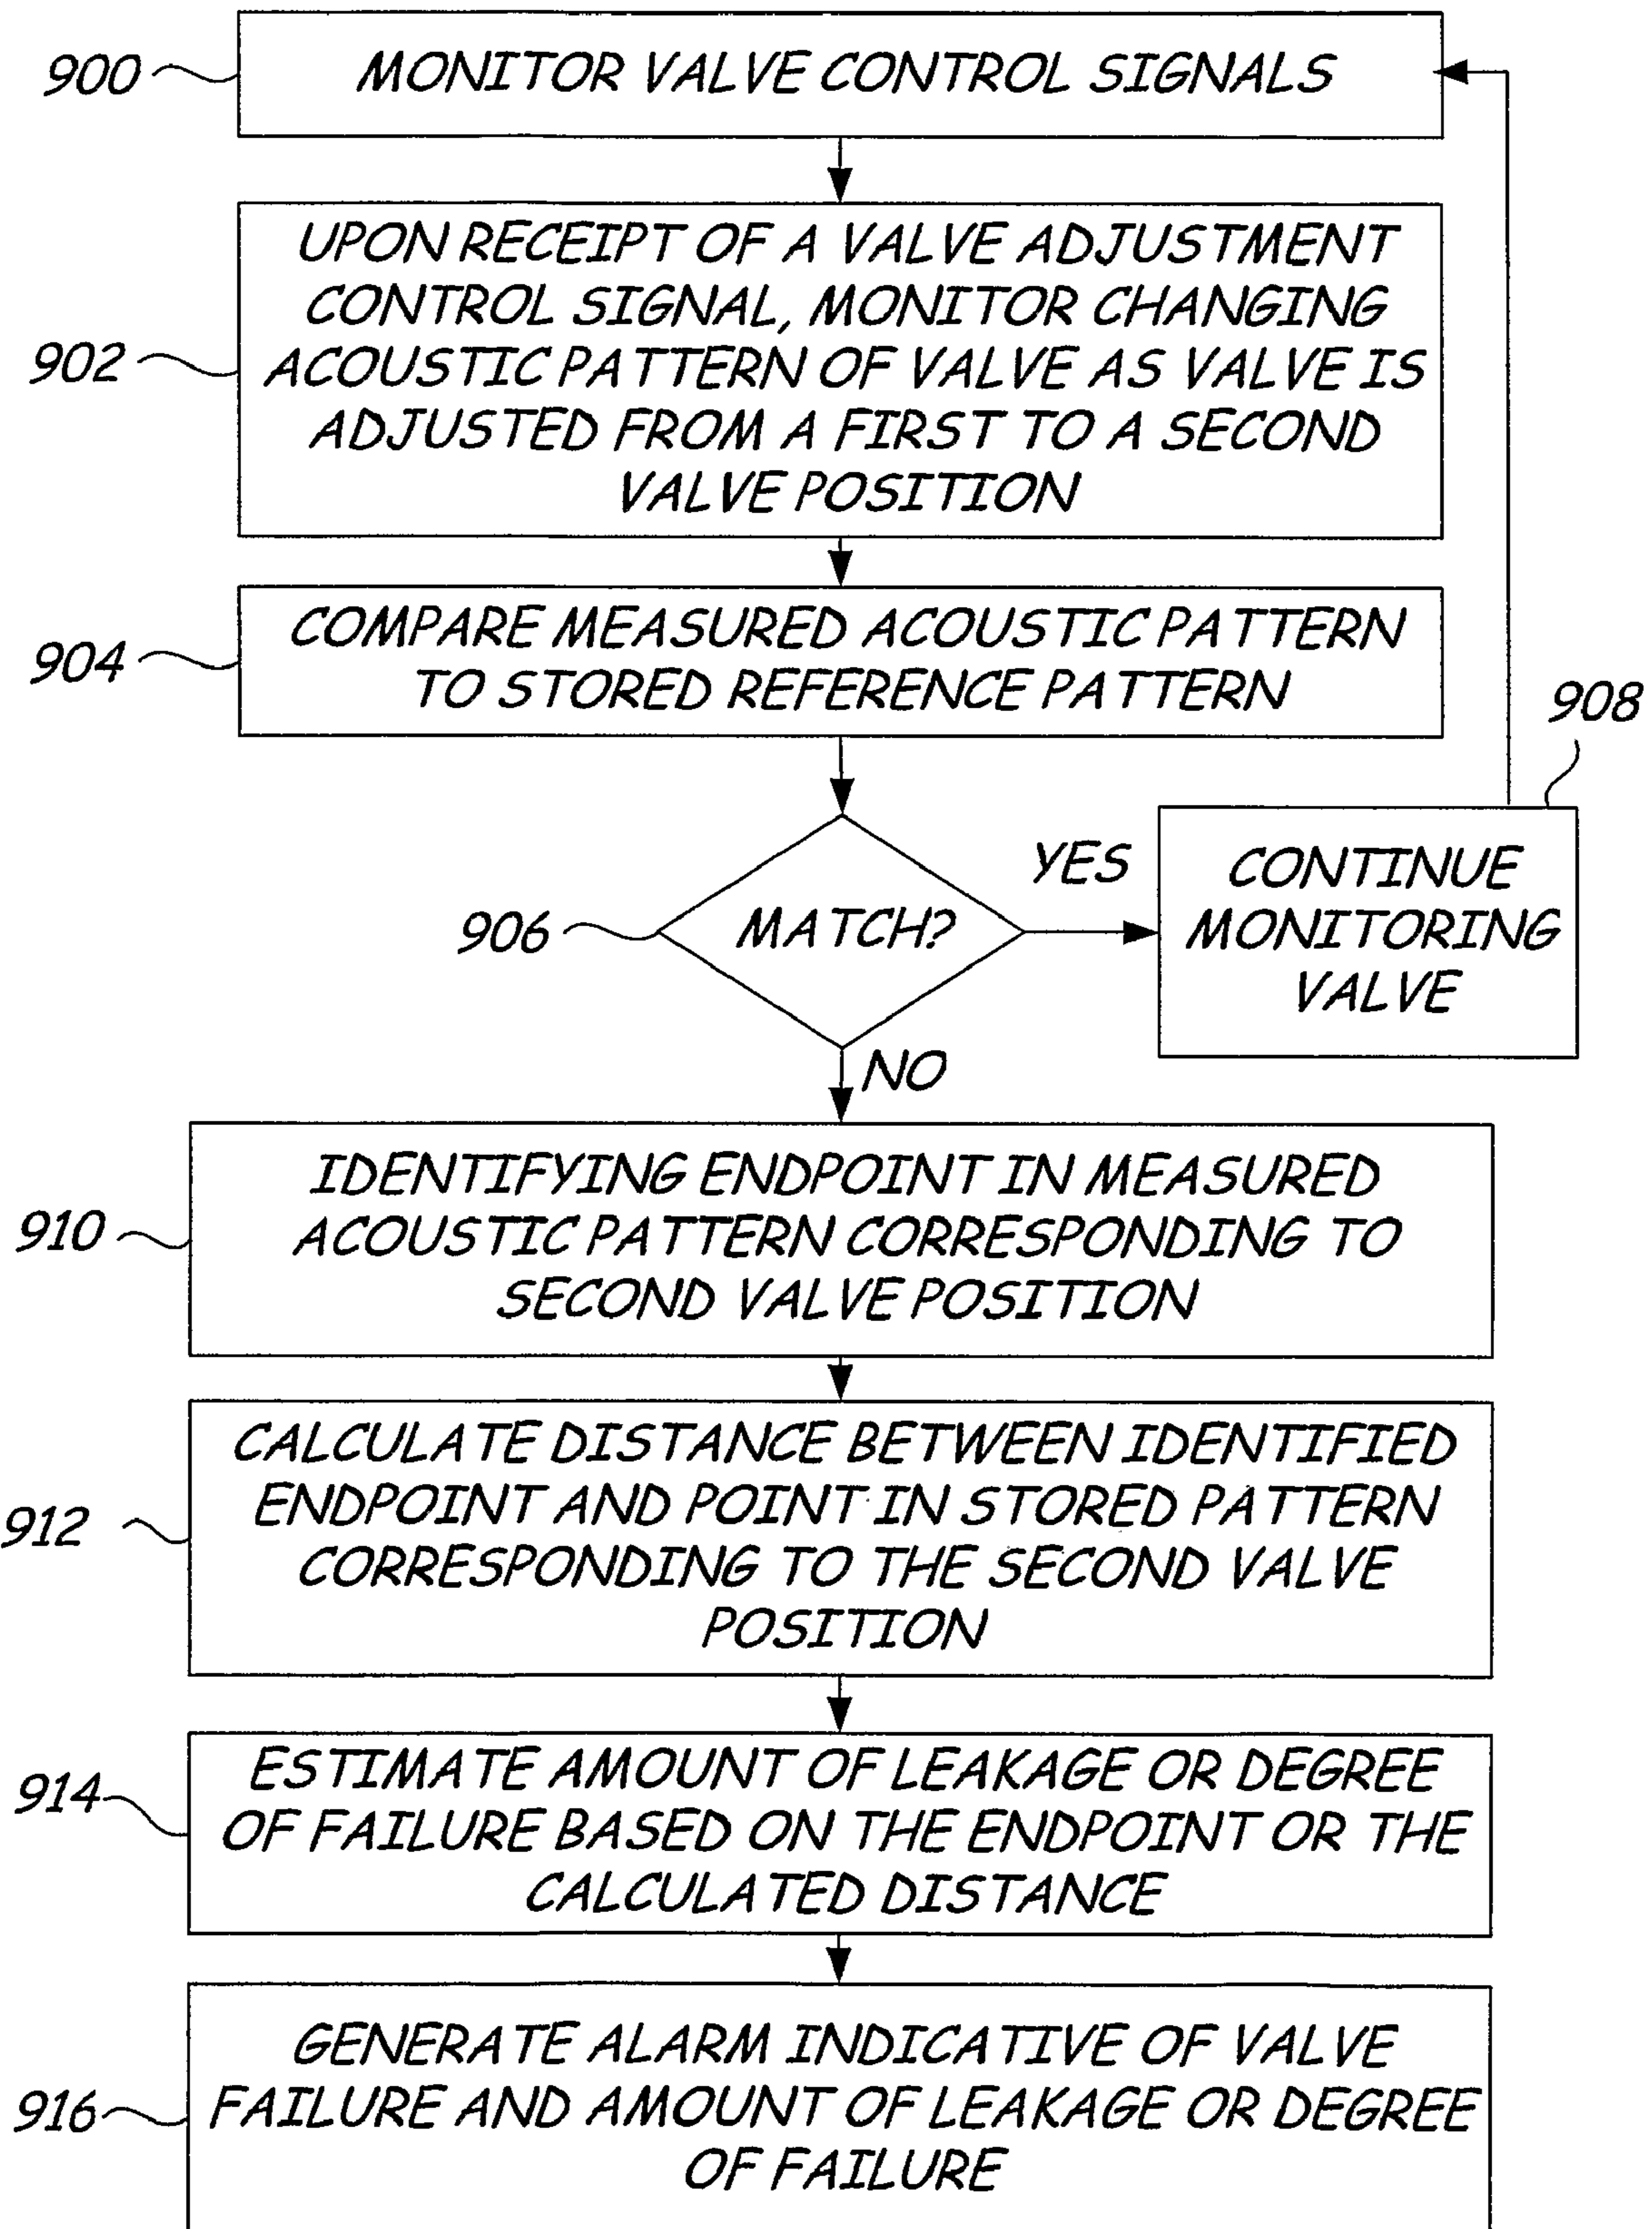 900
MONITOR VALVE CONTROL SIGNALS
902
UPON RECEIPT OF A VALVE ADJUSTMENT
CONTROL SIGNAL, MONITOR CHANGING
ACOUSTIC PATTERN OF VALVE AS VALVE IS
ADJUSTED FROM A FIRST TO A SECOND
VALVE POSITION
904
COMPARE MEASURED ACOUSTIC PATTERN
TO STORED REFERENCE PATTERN
906
MATCH?
YES
908
CONTINUE
MONITORING
VALVE
NO
910
IDENTIFYING ENDPOINT IN MEASURED
ACOUSTIC PATTERN CORRESPONDING TO
SECOND VALVE POSITION
912
CALCULATE DISTANCE BETWEEN IDENTIFIED
ENDPOINT AND POINT IN STORED PATTERN
CORRESPONDING TO THE SECOND VALVE
POSITION
914
ESTIMATE AMOUNT OF LEAKAGE OR DEGREE
OF FAILURE BASED ON THE ENDPOINT OR THE
CALCULATED DISTANCE
916
GENERATE ALARM INDICATIVE OF VALVE
FAILURE AND AMOUNT OF LEAKAGE OR DEGREE
OF FAILURE